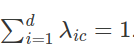 ∑_{i=1}^{d} λ_{ic} = 1.